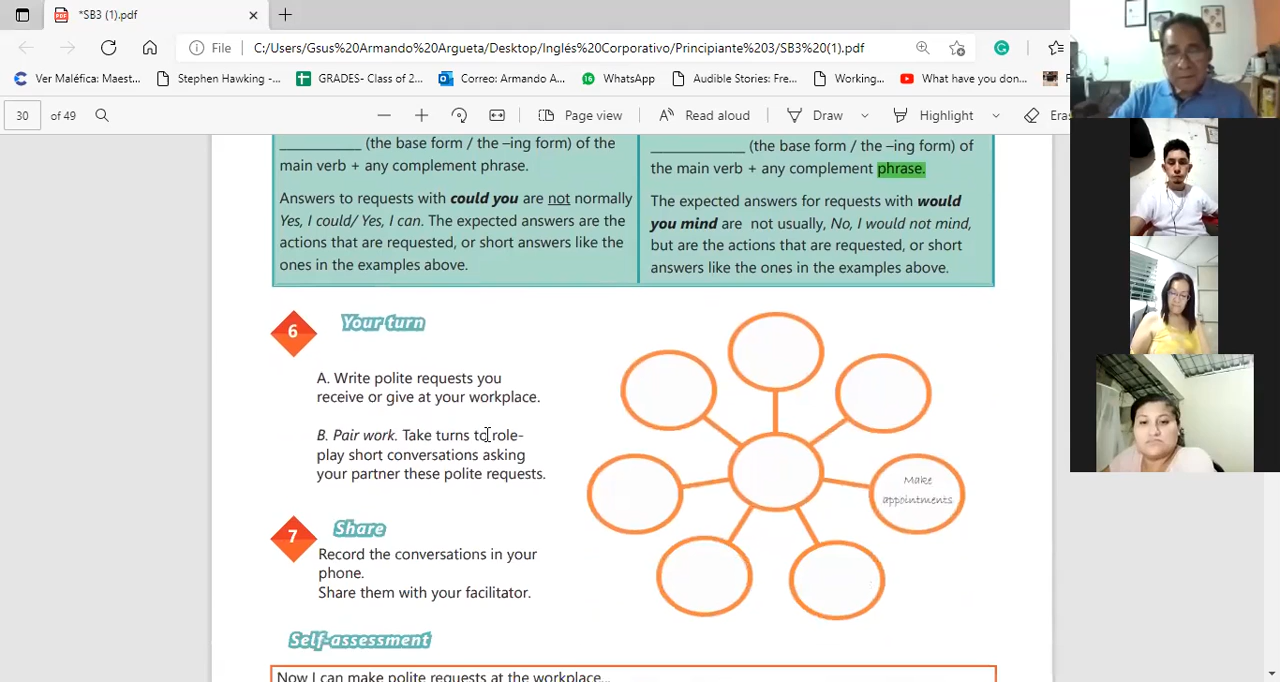 *SB3 (1).pdf
File
C:/Users/Gsus%20Armando%20Argueta/Desktop/Inglés%20Corporativo/Principiante%203/SB3%20(1).pdf
Ver Maléfica: Maest...
Stephen Hawking -...
GRADES- Class of 2...
Correo: Armando A...
16
WhatsApp
Audible Stories: Fre...
Working...
What have you don...
30 of 49
Page view
Read aloud
Draw
Highlight
Eras
____________ (the base form / the –ing form) of the
main verb + any complement phrase.
Answers to requests with could you are not normally
Yes, I could/ Yes, I can. The expected answers are the
actions that are requested, or short answers like the
ones in the examples above.
______________ (the base form / the –ing form) of
the main verb + any complement phrase.
The expected answers for requests with would
you mind are not usually, No, I would not mind,
but are the actions that are requested, or short
answers like the ones in the examples above.
6
Your turn
A. Write polite requests you
receive or give at your workplace.
B. Pair work. Take turns to role-
play short conversations asking
your partner these polite requests.
Make
appointments
7
Share
Record the conversations in your
phone.
Share them with your facilitator.
Self-assessment
Now I can make polite requests at the workplace...